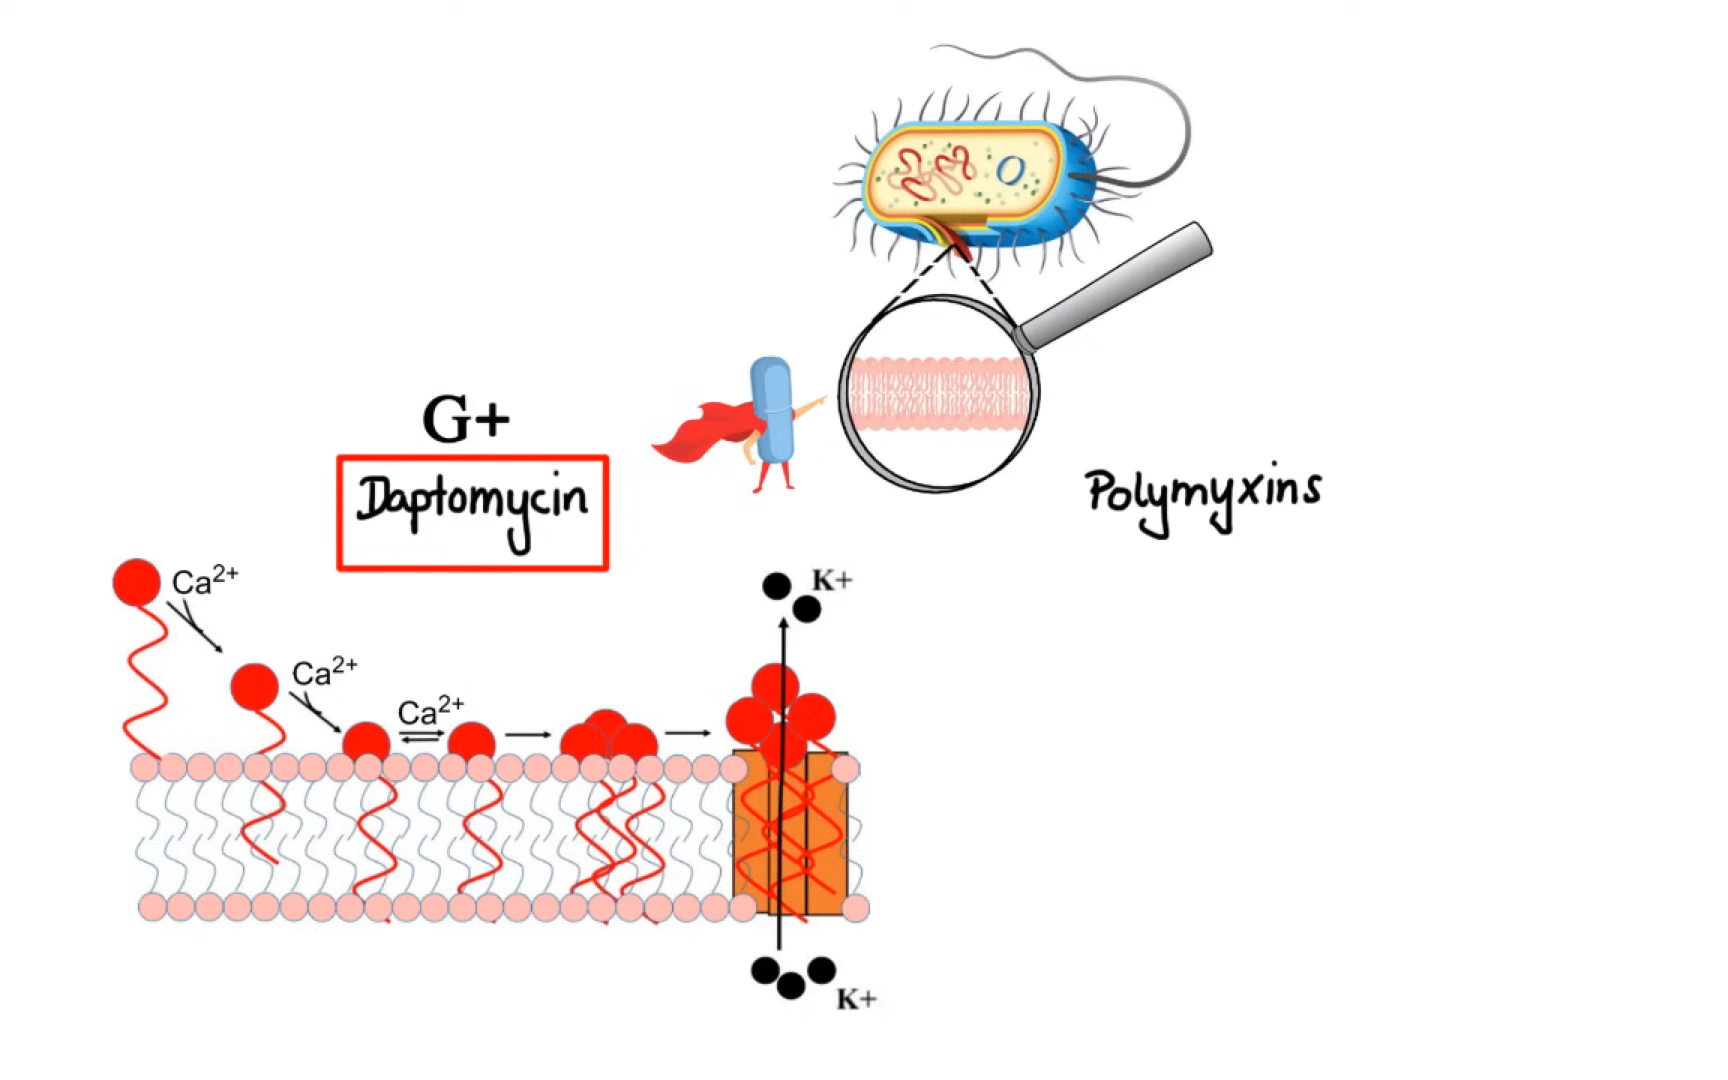 G+
Daptomycin
Polymyxins
Ca²⁺
Ca²⁺
Ca²⁺
K+
K+